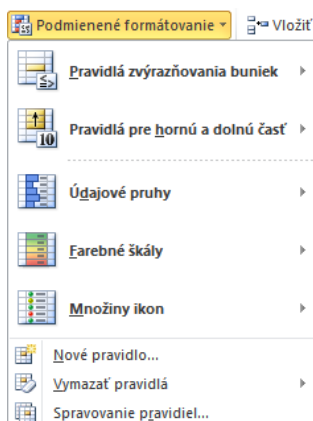 Podmienené formátovanie Vložiť
Pravidlá zvýrazňovania buniek
Pravidlá pre hornú a dolnú časť
10
Údajové pruhy
Farebné škály
Množiny ikon
Nové pravidlo...
Vymazať pravidlá
Spravovanie pravidiel...